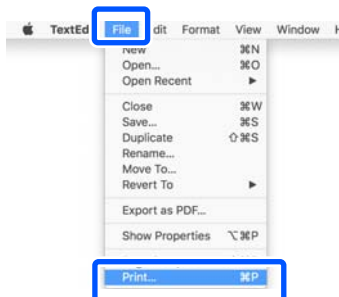 TextEd File dit Format View Window H
New ⌘N
Open... ⌘O
Open Recent ▶
Close ⌘W
Save... ⌘S
Duplicate ⇧⌘S
Rename...
Move To...
Revert To ▶
Export as PDF...
Show Properties ⌥⌘P
Print... ⌘P